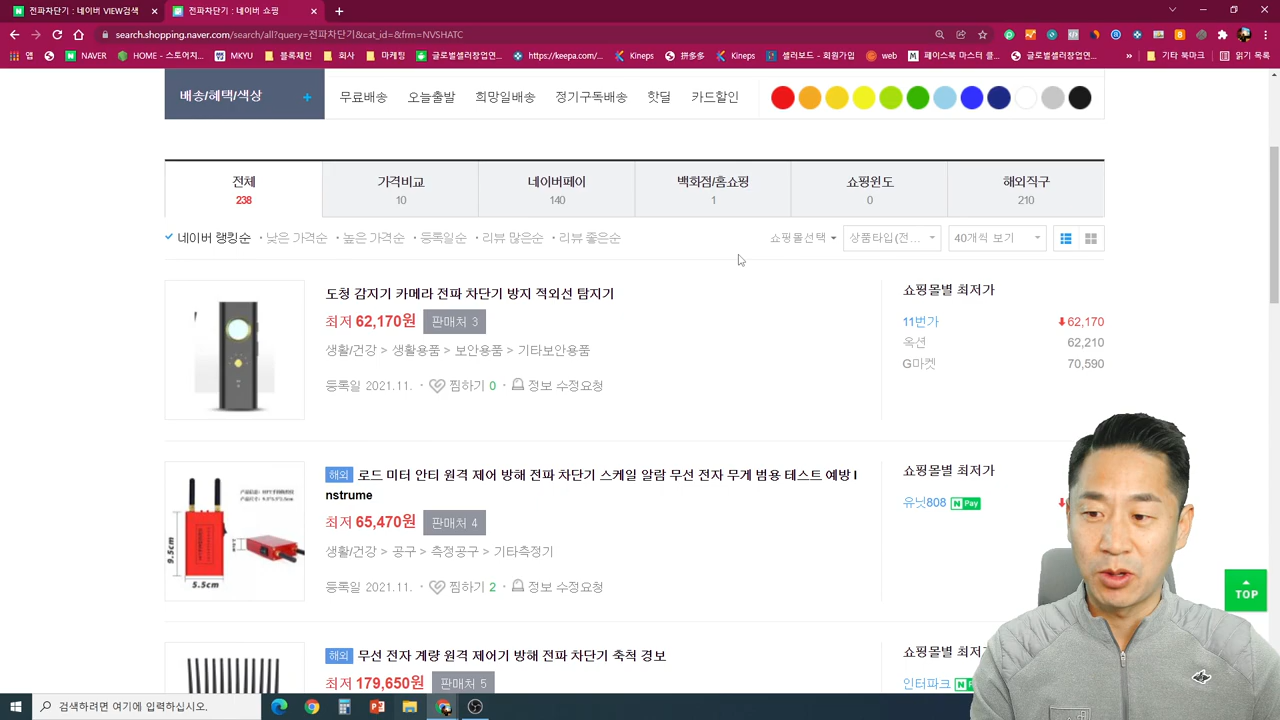 전파차단기 : 네이버 VIEW검색
전파차단기 : 네이버 쇼핑
search.shopping.naver.com/search/all?query=전파차단기&cat_id=&frm=NVSHATC
앱
NAVER
HOME - 스토어지...
MKYU
블록체인
회사
마케팅
글로벌셀러창업연...
https://keepa.com/...
Kineps
拼多多
Kineps
셀러보드 - 회원가입
web
페이스북 마스터 클...
글로벌셀러창업연...
»
기타 북마크
읽기 목록
배송/혜택/색상 +
무료배송 오늘출발 희망일배송 정기구독배송 핫딜 카드할인
전체
238
가격비교
10
네이버페이
140
백화점/홈쇼핑
1
쇼핑윈도
0
해외직구
210
네이버 랭킹순 · 낮은 가격순 · 높은 가격순 · 등록일순 · 리뷰 많은순 · 리뷰 좋은순
쇼핑몰선택 상품타입(전... 40개씩 보기
도청 감지기 카메라 전파 차단기 방지 적외선 탐지기
최저 62,170원 판매처 3
생활/건강 > 생활용품 > 보안용품 > 기타보안용품
등록일 2021.11. · 찜하기 0 · 정보 수정요청
쇼핑몰별 최저가
11번가 62,170
옥션 62,210
G마켓 70,590
해외 로드 미터 안티 원격 제어 방해 전파 차단기 스케일 알람 무선 전자 무게 범용 테스트 예방 I
nstrume
최저 65,470원 판매처 4
생활/건강 > 공구 > 측정공구 > 기타측정기
등록일 2021.11. · 찜하기 2 · 정보 수정요청
9.5cm
5.5cm
쇼핑몰별 최저가
유닛808 N Pay
TOP
해외 무선 전자 계량 원격 제어기 방해 전파 차단기 축척 경보
최저 179,650원 판매처 5
쇼핑몰별 최저
인터파크
검색하려면 여기에 입력하십시오.